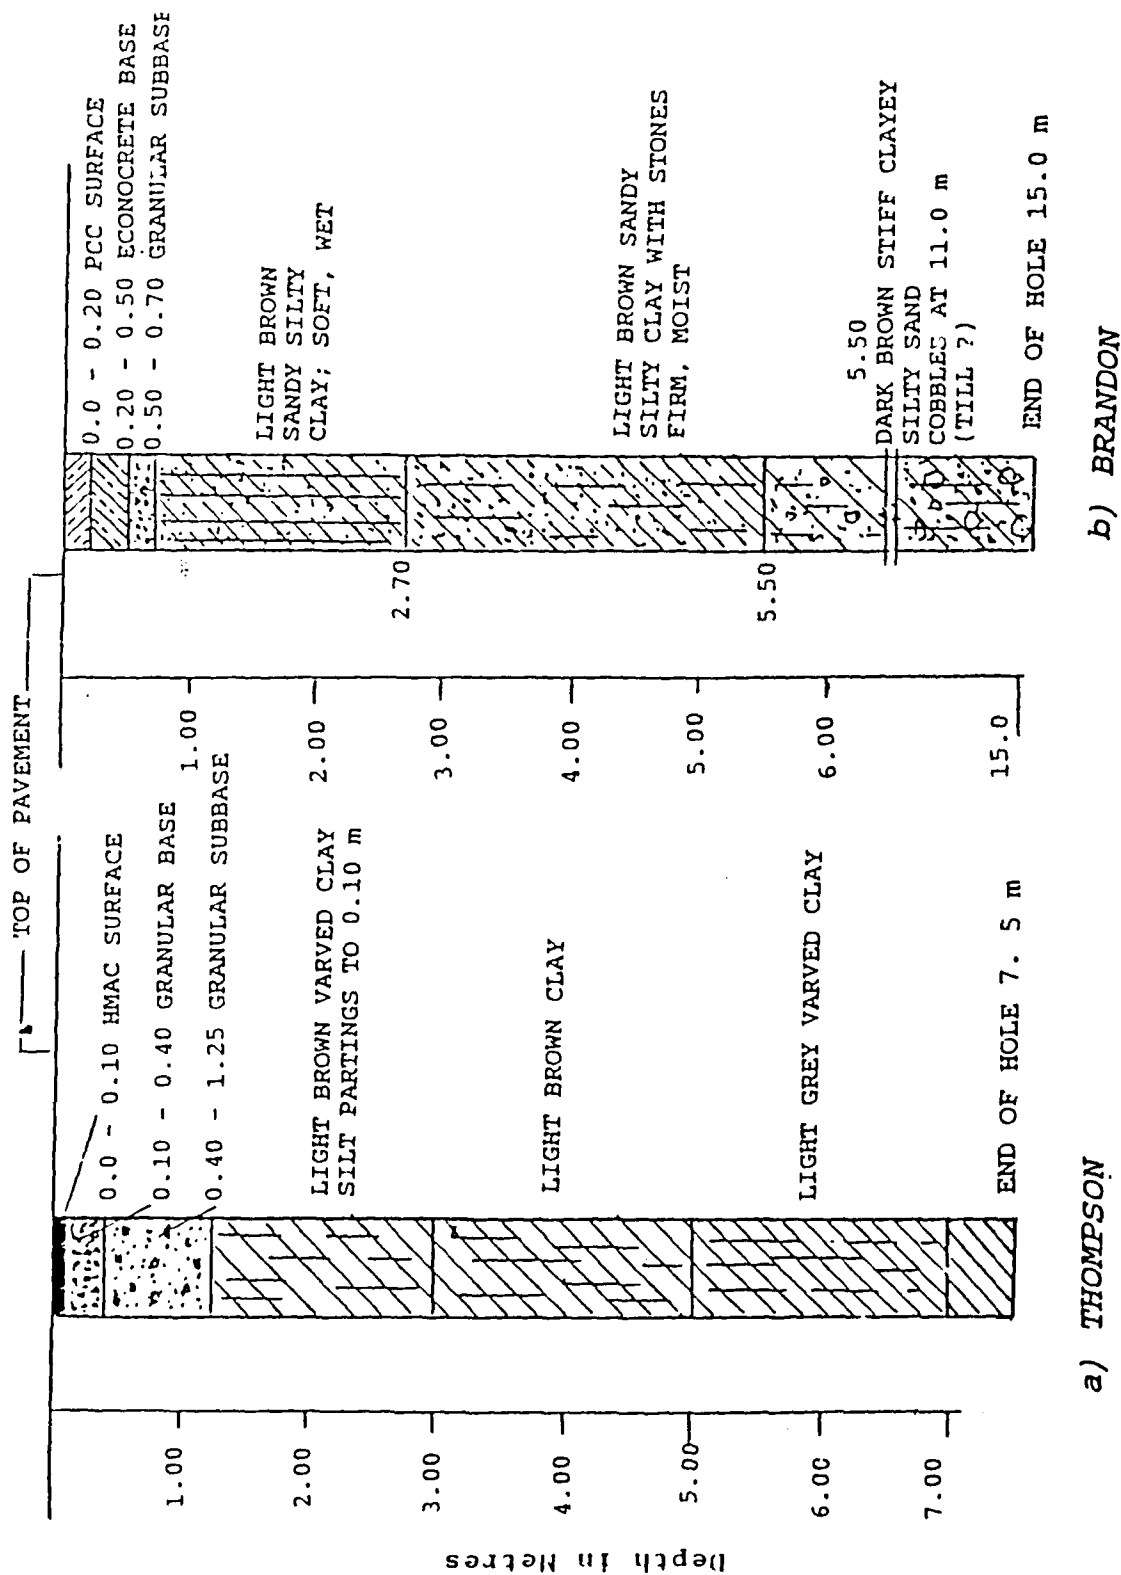 TOP OF PAVEMENT
0.0 - 0.10 HMAC SURFACE
0.10 - 0.40 GRANULAR BASE
0.40 - 1.25 GRANULAR SUBBASE
LIGHT BROWN VARVED CLAY
SILT PARTINGS TO 0.10 m
LIGHT BROWN CLAY
LIGHT GREY VARVED CLAY
END OF HOLE 7. 5 m
Depth in Metres
1.00
2.00
3.00
4.00
5.00
6.00
7.00
a) THOMPSON
0.0 - 0.20 PCC SURFACE
0.20 - 0.50 ECONOCRETE BASE
0.50 - 0.70 GRANULAR SUBBASE
LIGHT BROWN
SANDY SILTY
CLAY; SOFT, WET
2.70
LIGHT BROWN SANDY
SILTY CLAY WITH STONES
FIRM, MOIST
5.50
5.50
DARK BROWN STIFF CLAYEY
SILTY SAND
COBBLES AT 11.0 m
(TILL ?)
END OF HOLE 15.0 m
1.00
2.00
3.00
4.00
5.00
6.00
15.0
b) BRANDON